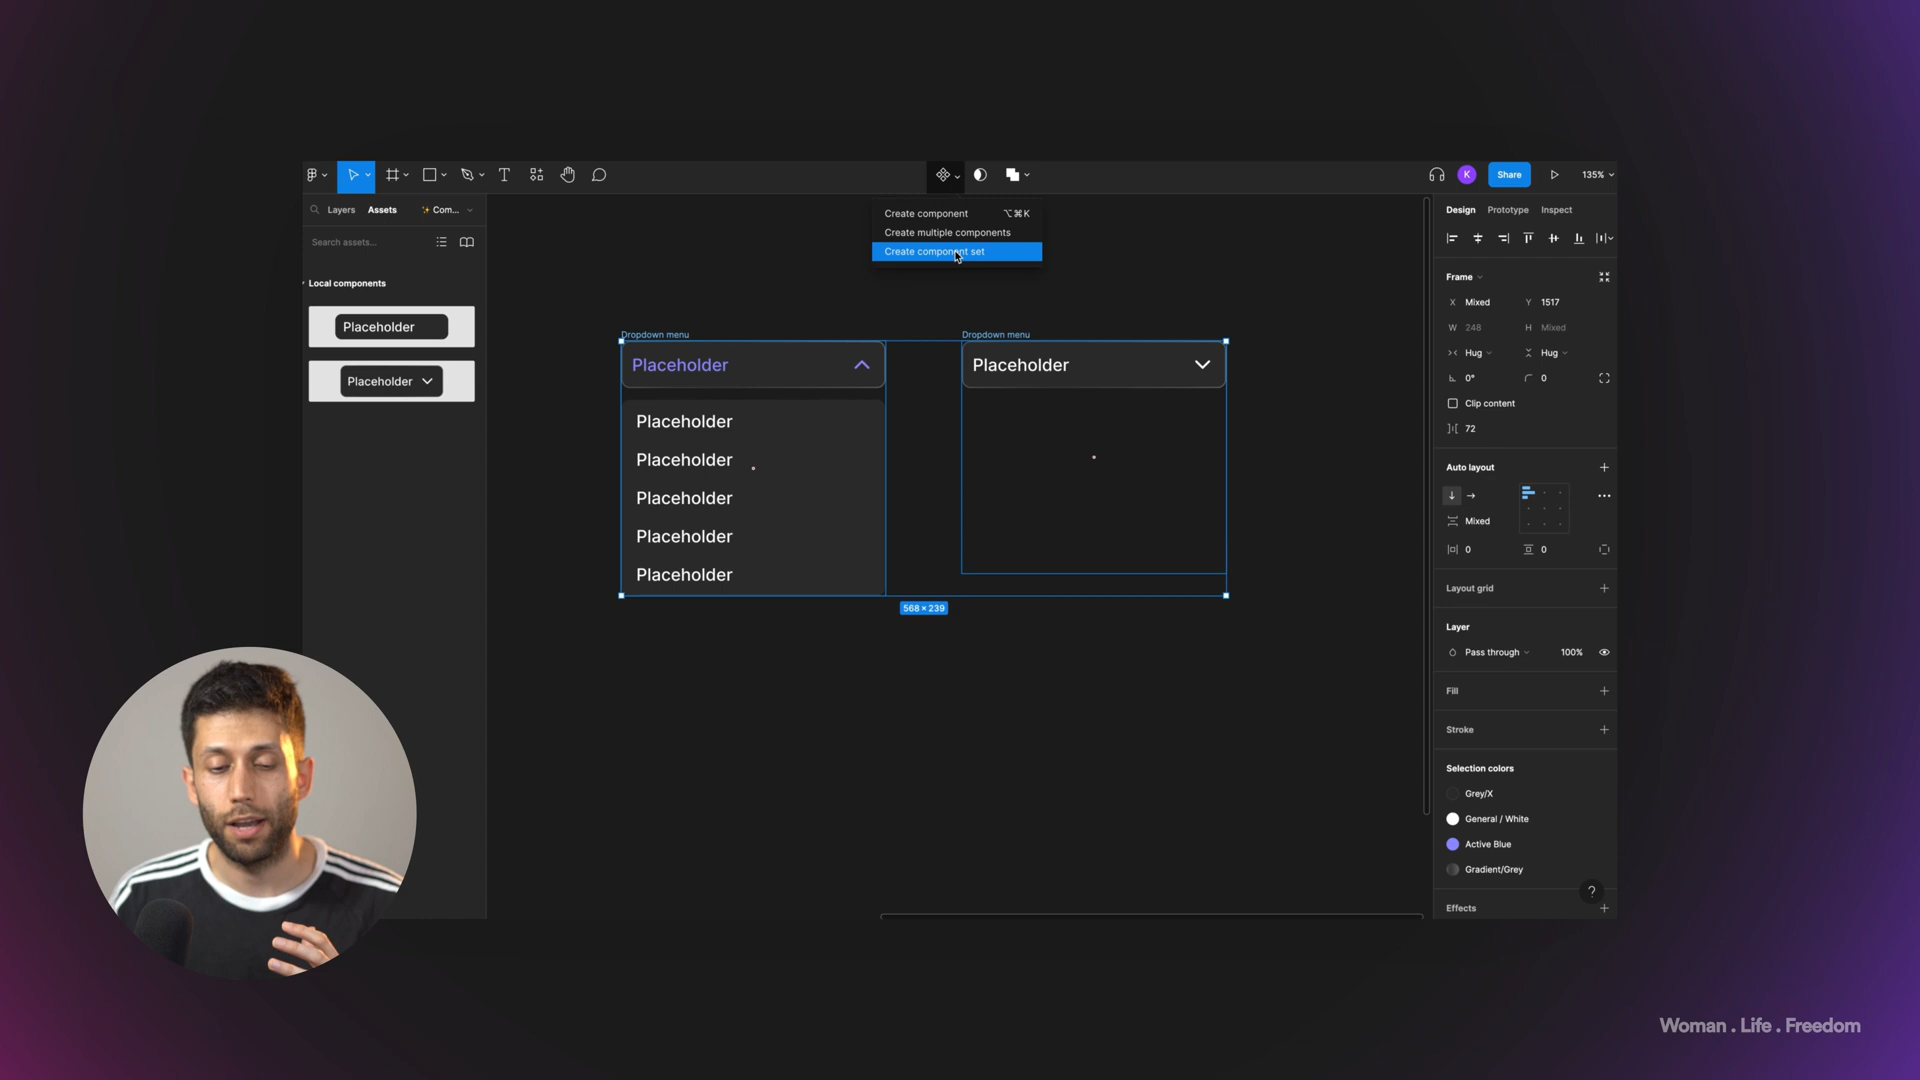 Share
135%
Layers
Assets
Com...
Search assets...
Local components
Placeholder
Placeholder
Create component ⌥⌘K
Create multiple components
Create component set
Dropdown menu
Placeholder
Placeholder
Placeholder
Placeholder
Placeholder
Placeholder
Dropdown menu
Placeholder
568 × 239
K
Design
Prototype
Inspect
Frame
X Mixed
Y 1517
W 248
H Mixed
Hug
Hug
0°
0
Clip content
72
Auto layout
Mixed
0
0
Layout grid
Layer
Pass through
100%
Fill
Stroke
Selection colors
Grey/X
General / White
Active Blue
Gradient/Grey
?
Effects
Woman . Life . Freedom